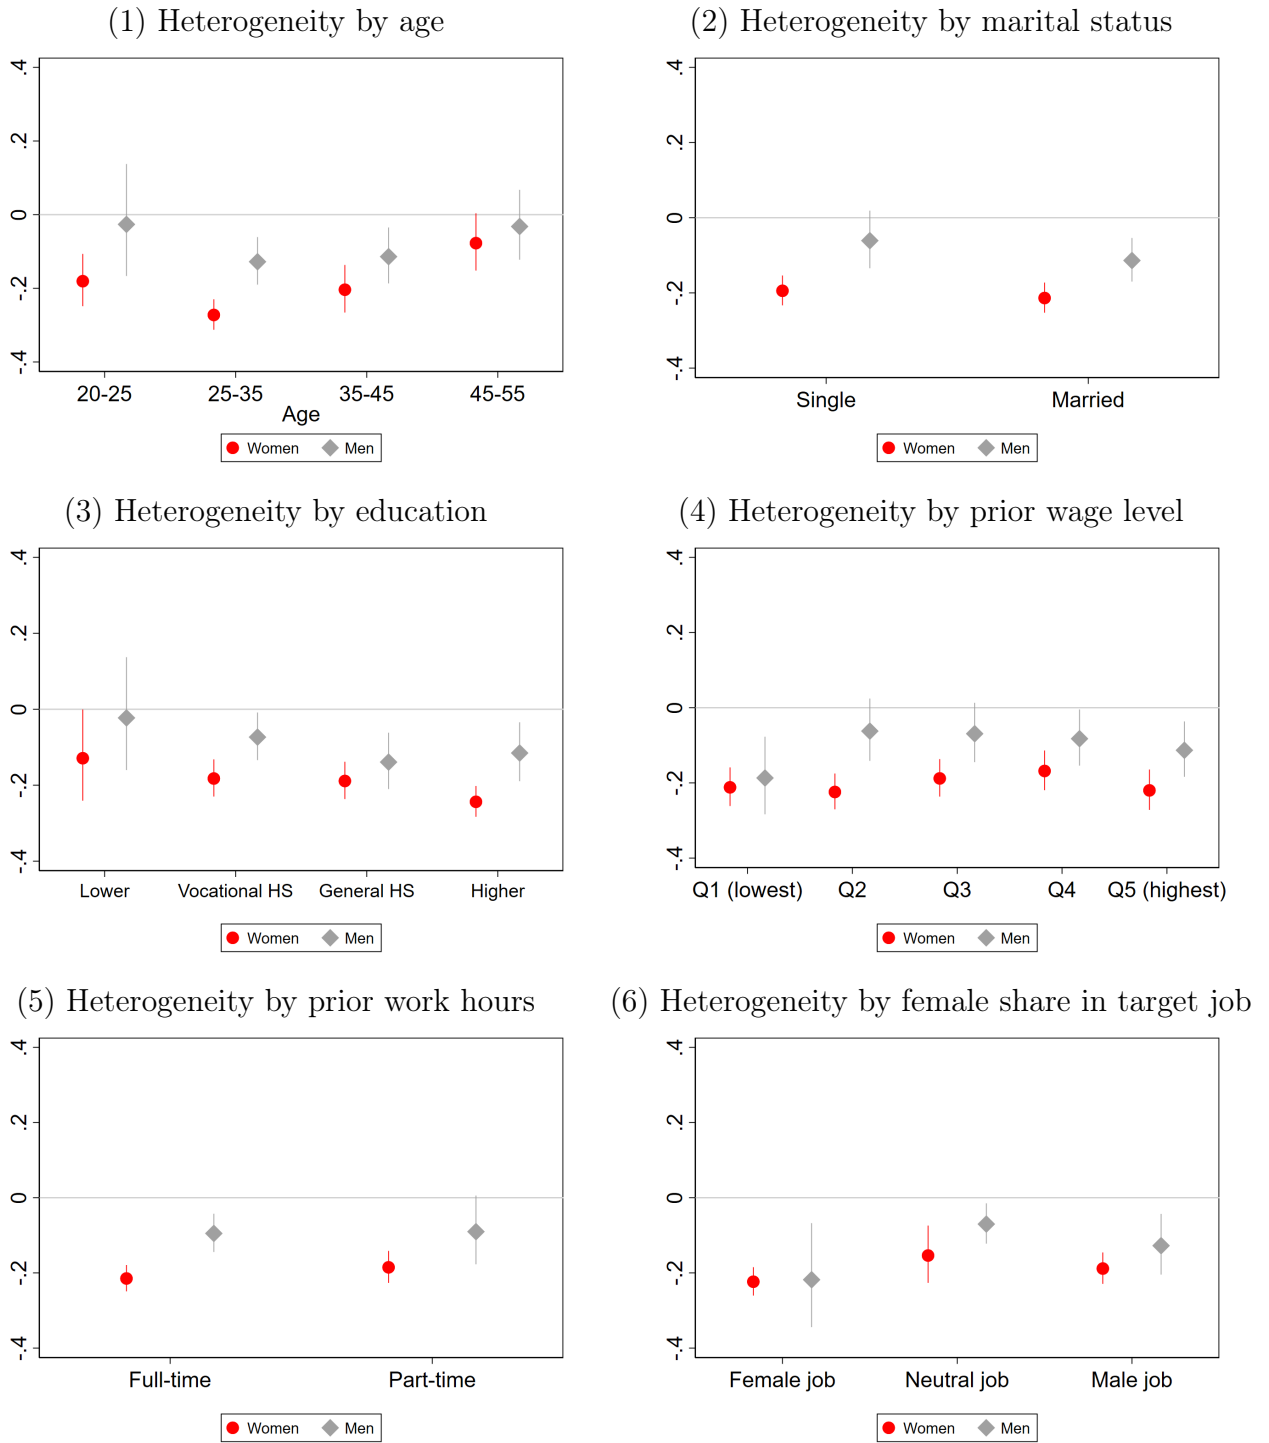 (1) Heterogeneity by age
.4
.2
0
-.2
-.4
20-25 25-35 35-45 45-55
Age
Women Men
(2) Heterogeneity by marital status
.4
.2
0
-.2
-.4
Single Married
Women Men
(3) Heterogeneity by education
.4
.2
0
-.2
-.4
Lower Vocational HS General HS Higher
Women Men
(4) Heterogeneity by prior wage level
.4
.2
0
-.2
-.4
Q1 (lowest) Q2 Q3 Q4 Q5 (highest)
Women Men
(5) Heterogeneity by prior work hours
.4
.2
0
-.2
-.4
Full-time Part-time
Women Men
(6) Heterogeneity by female share in target job
.4
.2
0
-.2
-.4
Female job Neutral job Male job
Women Men